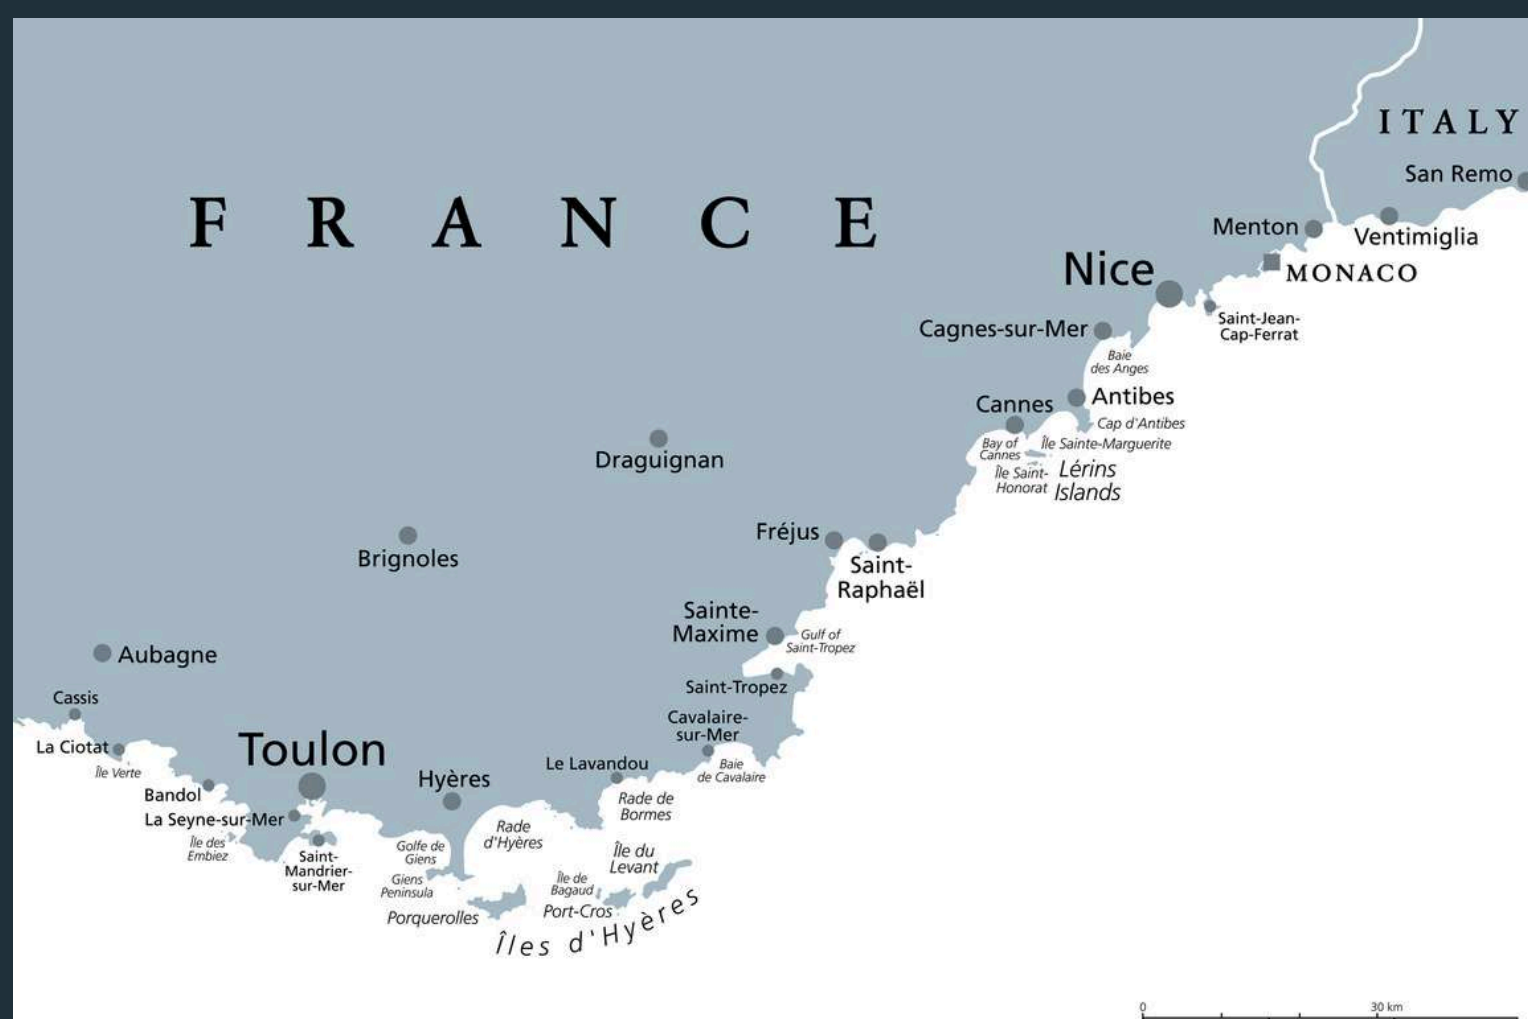 ITALY
San Remo
FRANCE
Menton
Ventimiglia
Nice
MONACO
Saint-Jean-
Cap-Ferrat
Cagnes-sur-Mer
Baie
des Anges
Cannes
Antibes
Cap d'Antibes
Bay of
Cannes
Île Sainte-Marguerite
Île Saint-
Honorat
Lérins
Islands
Draguignan
Fréjus
Saint-
Raphaël
Brignoles
Sainte-
Maxime
Gulf of
Saint-Tropez
Aubagne
Saint-Tropez
Cassis
Cavalaire-
sur-Mer
La Ciotat
Toulon
Île Verte
Le Lavandou
Baie
de Cavalaire
Hyères
Bandol
Rade de
Bormes
La Seyne-sur-Mer
Rade
d'Hyères
Île des
Embiez
Golfe de
Giens
Île du
Levant
Saint-
Mandrier-
sur-Mer
Giens
Peninsula
Île de
Bagaud
Porquerolles
Port-Cros
Îles d'Hyères
0
30 km